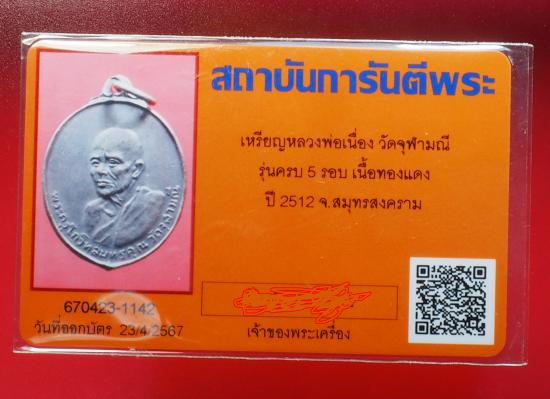 สถาบันการันตีพระ
เหรียญหลวงพ่อเนื่อง วัดจุฬามณี
รุ่นครบ 5 รอบ เนื้อทองแดง
ปี 2512 จ.สมุทรสงคราม
670423-1142
วันที่ออกบัตร 23/4/2567
เจ้าของพระเครื่อง